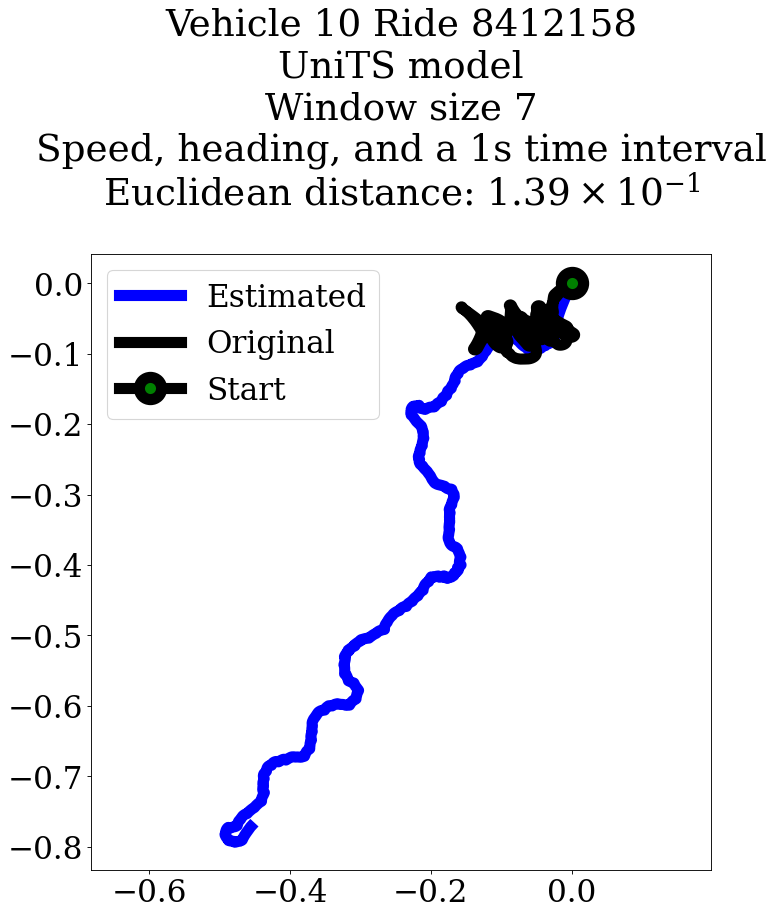 Vehicle 10 Ride 8412158
UniTS model
Window size 7
Speed, heading, and a 1s time interval
Euclidean distance: 1.39 × 10⁻¹
Estimated
Original
Start
0.0
−0.1
−0.2
−0.3
−0.4
−0.5
−0.6
−0.7
−0.8
−0.6 −0.4 −0.2 0.0